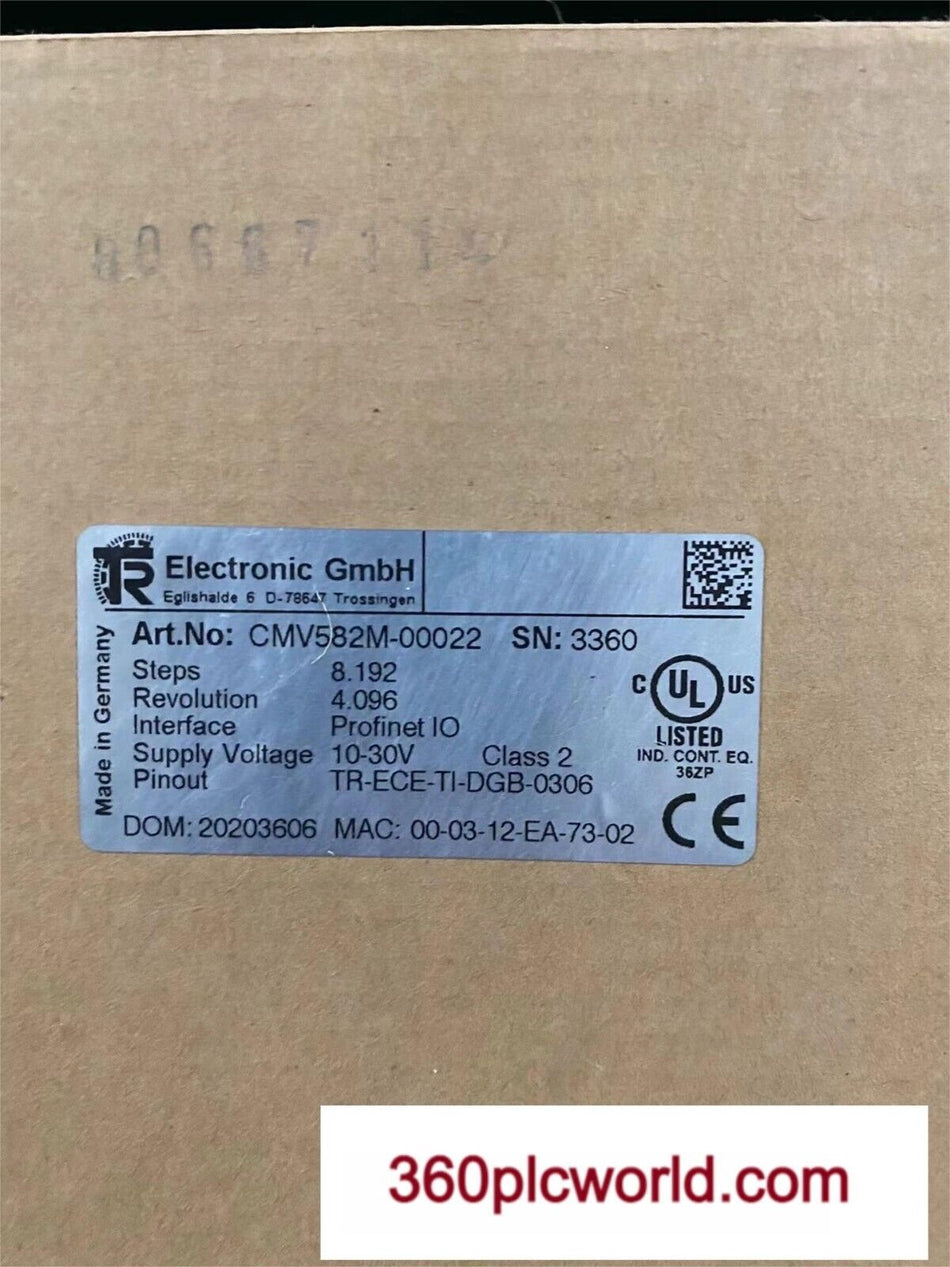 TR Electronic GmbH
Eglishalde 6 D-78647 Trossingen
Made in Germany
Art.No: CMV582M-00022 SN: 3360
Steps 8.192
Revolution 4.096
Interface Profinet IO
Supply Voltage 10-30V Class 2
Pinout TR-ECE-TI-DGB-0306
DOM: 20203606 MAC: 00-03-12-EA-73-02
C UL US
LISTED
IND. CONT. EQ.
36ZP
CE
360plcworld.com